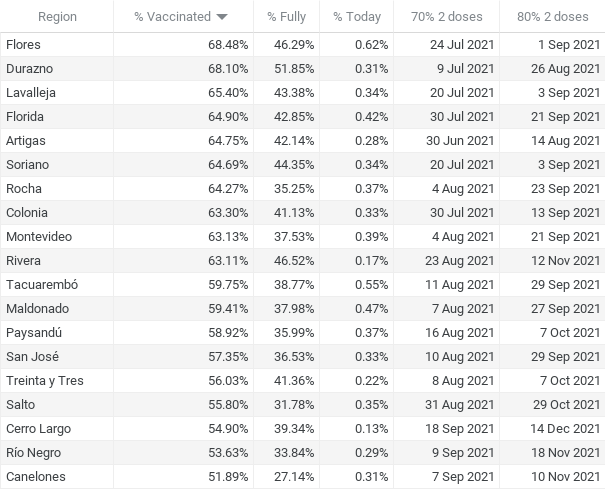 Region % Vaccinated % Fully % Today 70% 2 doses 80% 2 doses
Flores 68.48% 46.29% 0.62% 24 Jul 2021 1 Sep 2021
Durazno 68.10% 51.85% 0.31% 9 Jul 2021 26 Aug 2021
Lavalleja 65.40% 43.38% 0.34% 20 Jul 2021 3 Sep 2021
Florida 64.90% 42.85% 0.42% 30 Jul 2021 21 Sep 2021
Artigas 64.75% 42.14% 0.28% 30 Jun 2021 14 Aug 2021
Soriano 64.69% 44.35% 0.34% 20 Jul 2021 3 Sep 2021
Rocha 64.27% 35.25% 0.37% 4 Aug 2021 23 Sep 2021
Colonia 63.30% 41.13% 0.33% 30 Jul 2021 13 Sep 2021
Montevideo 63.13% 37.53% 0.39% 4 Aug 2021 21 Sep 2021
Rivera 63.11% 46.52% 0.17% 23 Aug 2021 12 Nov 2021
Tacuarembó 59.75% 38.77% 0.55% 11 Aug 2021 29 Sep 2021
Maldonado 59.41% 37.98% 0.47% 7 Aug 2021 27 Sep 2021
Paysandú 58.92% 35.99% 0.37% 16 Aug 2021 7 Oct 2021
San José 57.35% 36.53% 0.33% 10 Aug 2021 29 Sep 2021
Treinta y Tres 56.03% 41.36% 0.22% 8 Aug 2021 7 Oct 2021
Salto 55.80% 31.78% 0.35% 31 Aug 2021 29 Oct 2021
Cerro Largo 54.90% 39.34% 0.13% 18 Sep 2021 14 Dec 2021
Río Negro 53.63% 33.84% 0.29% 9 Sep 2021 18 Nov 2021
Canelones 51.89% 27.14% 0.31% 7 Sep 2021 10 Nov 2021